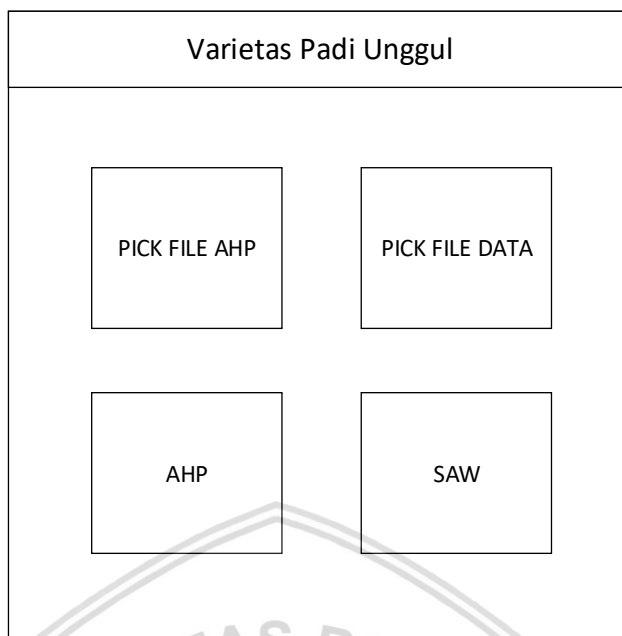 Varietas Padi Unggul
PICK FILE AHP
PICK FILE DATA
AHP
SAW